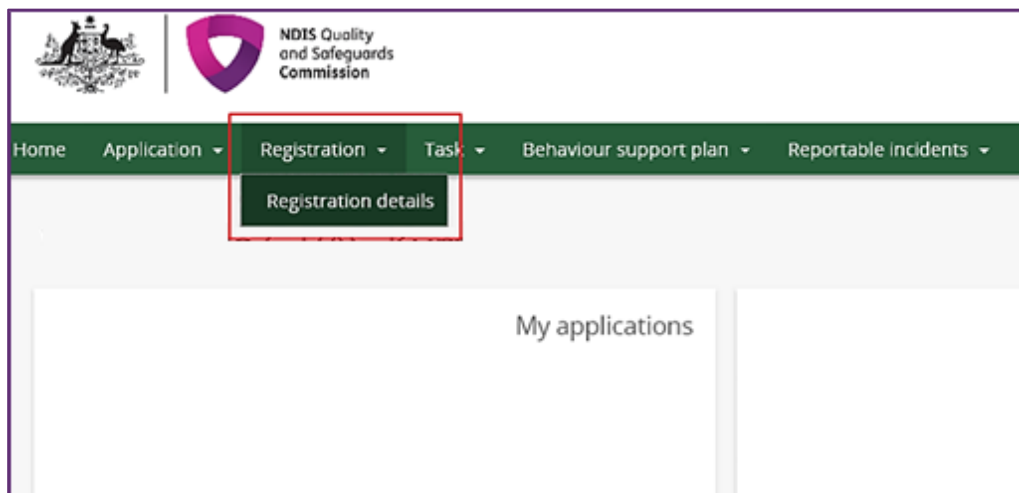 NDIS Quality
and Safeguards
Commission
Home Application Registration Task Behaviour support plan Reportable incidents
Registration details
My applications